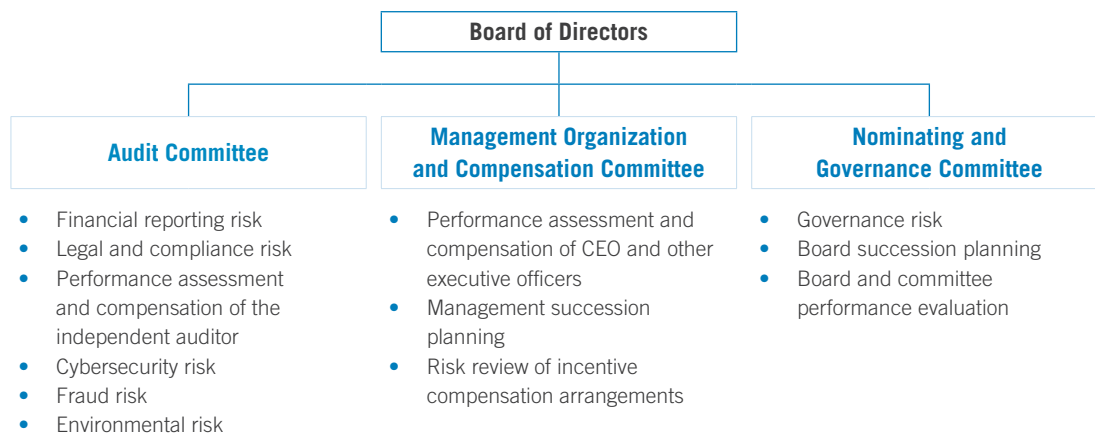 Board of Directors
Audit Committee
Management Organization
and Compensation Committee
Nominating and
Governance Committee
• Financial reporting risk
• Legal and compliance risk
• Performance assessment
and compensation of the
independent auditor
• Cybersecurity risk
• Fraud risk
• Environmental risk
• Performance assessment and
compensation of CEO and other
executive officers
• Management succession
planning
• Risk review of incentive
compensation arrangements
• Governance risk
• Board succession planning
• Board and committee
performance evaluation